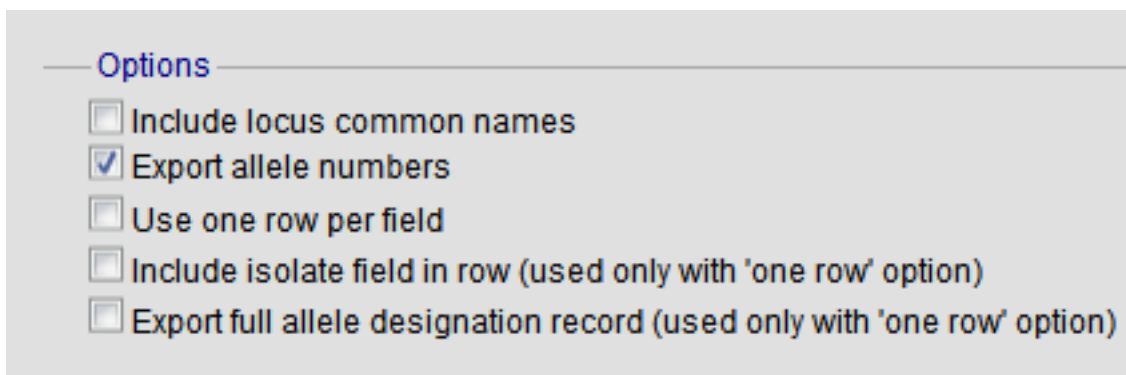 Options
Include locus common names
Export allele numbers
Use one row per field
Include isolate field in row (used only with 'one row' option)
Export full allele designation record (used only with 'one row' option)